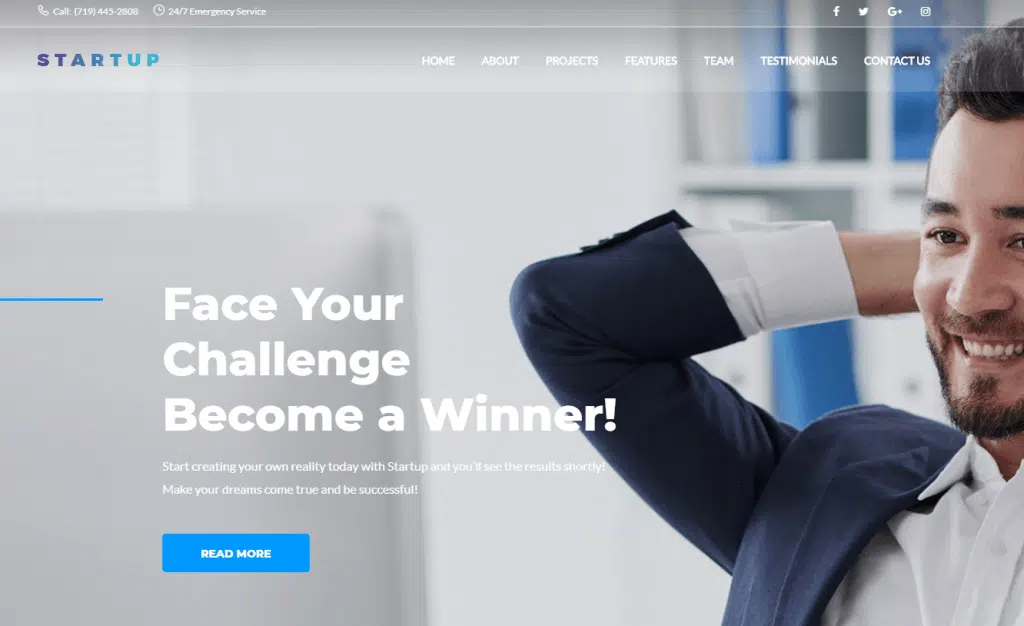 Call: (719) 445-2808 24/7 Emergency Service
STARTUP
HOME ABOUT PROJECTS FEATURES TEAM TESTIMONIALS CONTACT US
Face Your
Challenge
Become a Winner!
Start creating your own reality today with Startup and you'll see the results shortly!
Make your dreams come true and be successful!
READ MORE